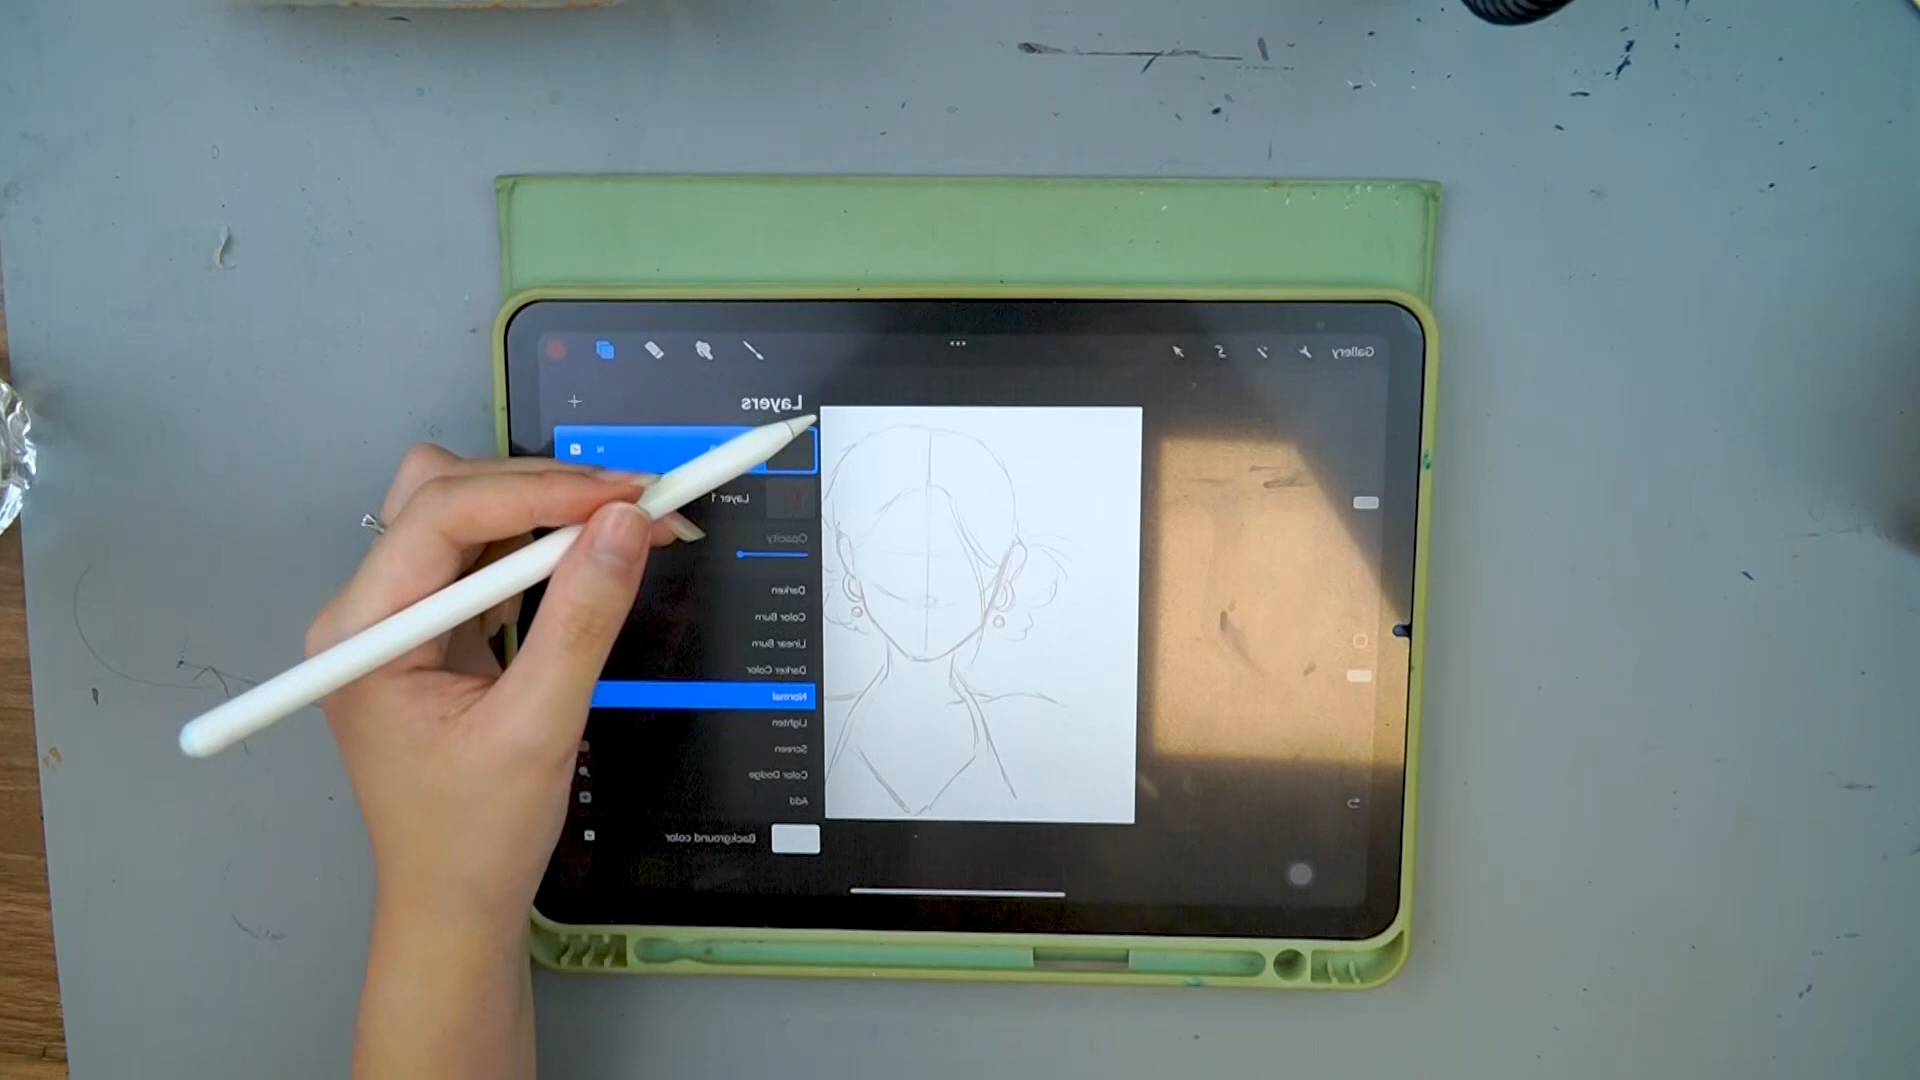 Gallery
Layers
N
Layer 1
Opacity
Darken
Color Burn
Linear Burn
Darker Color
Normal
Lighten
Screen
Color Dodge
Add
Background color